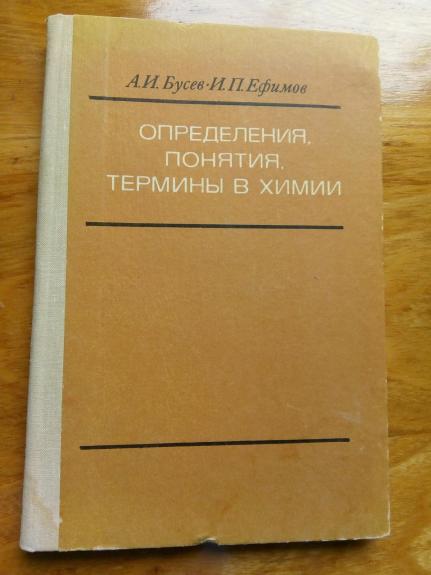 А.И.Бусев·И.П.Ефимов
ОПРЕДЕЛЕНИЯ,
ПОНЯТИЯ,
ТЕРМИНЫ В ХИМИИ